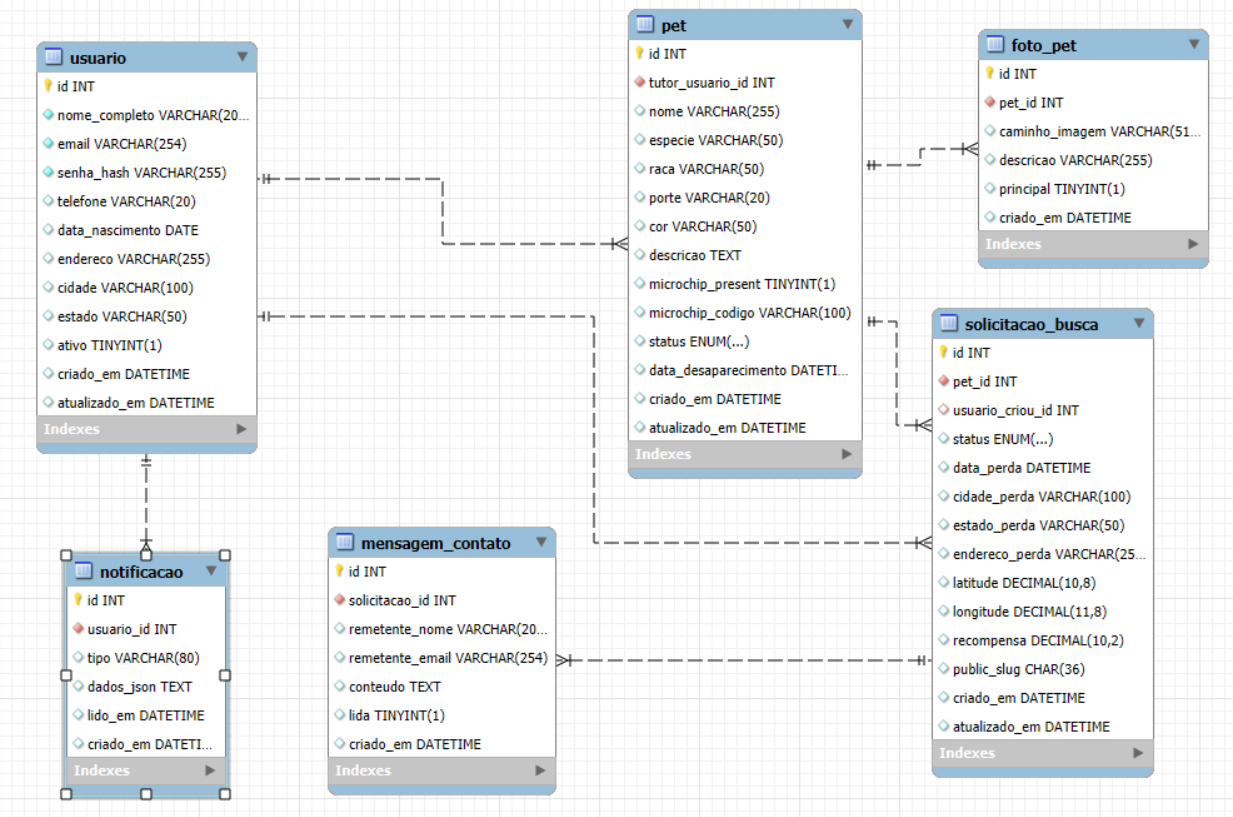 usuario
id INT
nome_completo VARCHAR(20...
email VARCHAR(254)
senha_hash VARCHAR(255)
telefone VARCHAR(20)
data_nascimento DATE
endereco VARCHAR(255)
cidade VARCHAR(100)
estado VARCHAR(50)
ativo TINYINT(1)
criado_em DATETIME
atualizado_em DATETIME
Indexes
pet
id INT
tutor_usuario_id INT
nome VARCHAR(255)
especie VARCHAR(50)
raca VARCHAR(50)
porte VARCHAR(20)
cor VARCHAR(50)
descricao TEXT
microchip_present TINYINT(1)
microchip_codigo VARCHAR(100)
status ENUM(...)
data_desaparecimento DATETI...
criado_em DATETIME
atualizado_em DATETIME
Indexes
foto_pet
id INT
pet_id INT
caminho_imagem VARCHAR(51...
descricao VARCHAR(255)
principal TINYINT(1)
criado_em DATETIME
Indexes
solicitacao_busca
id INT
pet_id INT
usuario_criou_id INT
status ENUM(...)
data_perda DATETIME
cidade_perda VARCHAR(100)
estado_perda VARCHAR(50)
endereco_perda VARCHAR(25...
latitude DECIMAL(10,8)
longitude DECIMAL(11,8)
recompensa DECIMAL(10,2)
public_slug CHAR(36)
criado_em DATETIME
atualizado_em DATETIME
Indexes
notificacao
id INT
usuario_id INT
tipo VARCHAR(80)
dados_json TEXT
lido_em DATETIME
criado_em DATETI...
Indexes
mensagem_contato
id INT
solicitacao_id INT
remetente_nome VARCHAR(20...
remetente_email VARCHAR(254)
conteudo TEXT
lida TINYINT(1)
criado_em DATETIME
Indexes